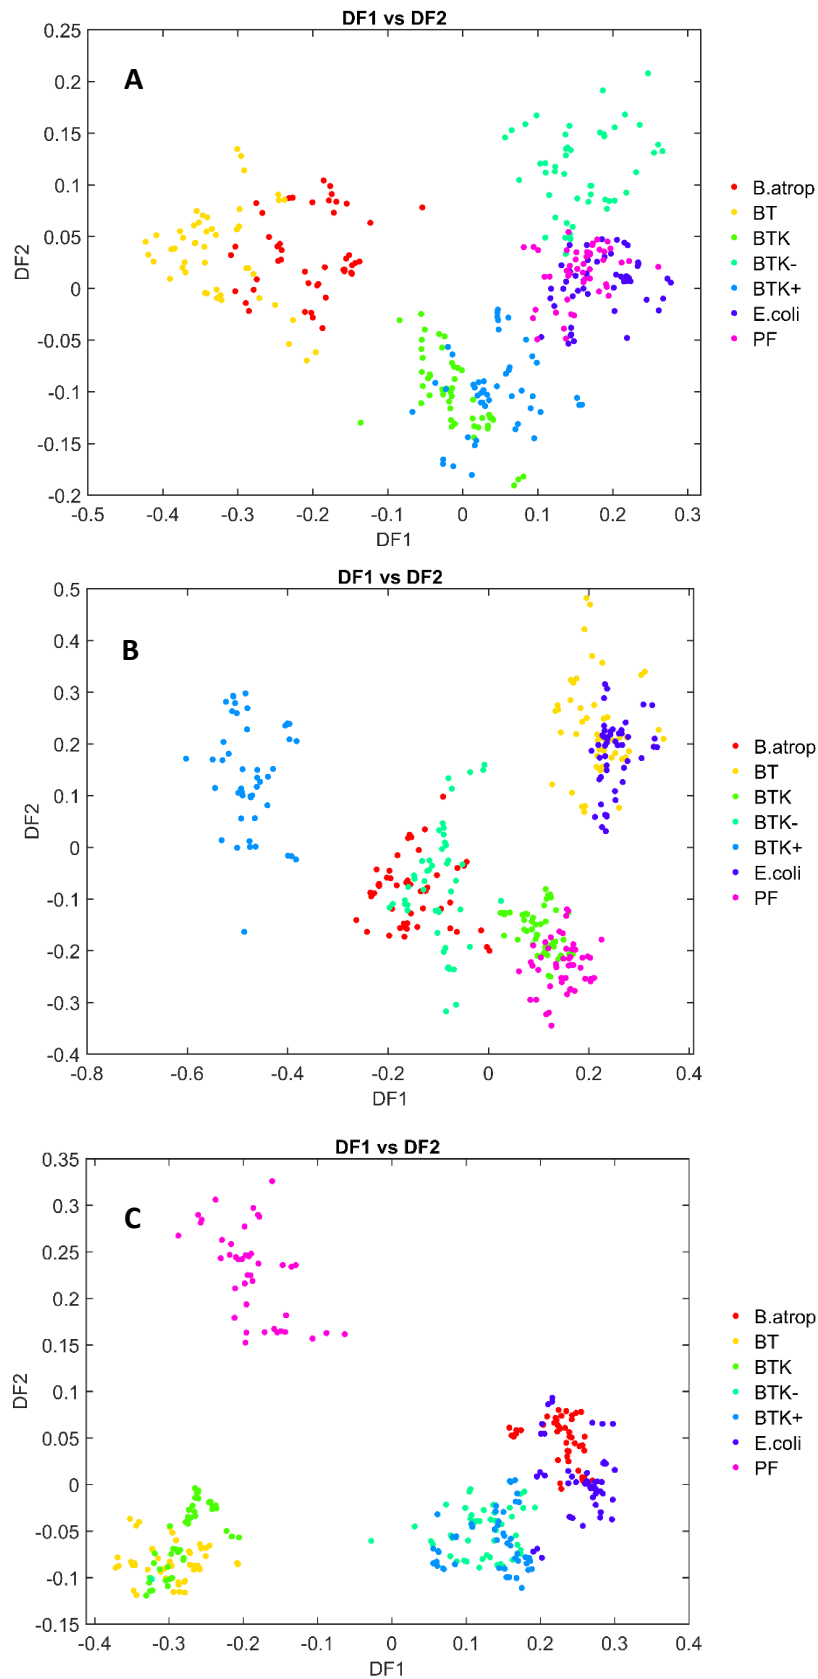 DF1 vs DF2
A
0.25
0.2
0.15
0.1
0.05
0
-0.05
-0.1
-0.15
-0.2
DF2
-0.5 -0.4 -0.3 -0.2 -0.1 0 0.1 0.2 0.3
DF1
B.atrop
BT
BTK
BTK-
BTK+
E.coli
PF
DF1 vs DF2
B
0.5
0.4
0.3
0.2
0.1
0
-0.1
-0.2
-0.3
-0.4
DF2
-0.8 -0.6 -0.4 -0.2 0 0.2 0.4
DF1
B.atrop
BT
BTK
BTK-
BTK+
E.coli
PF
DF1 vs DF2
C
0.35
0.3
0.25
0.2
0.15
0.1
0.05
0
-0.05
-0.1
-0.15
DF2
-0.4 -0.3 -0.2 -0.1 0 0.1 0.2 0.3 0.4
DF1
B.atrop
BT
BTK
BTK-
BTK+
E.coli
PF